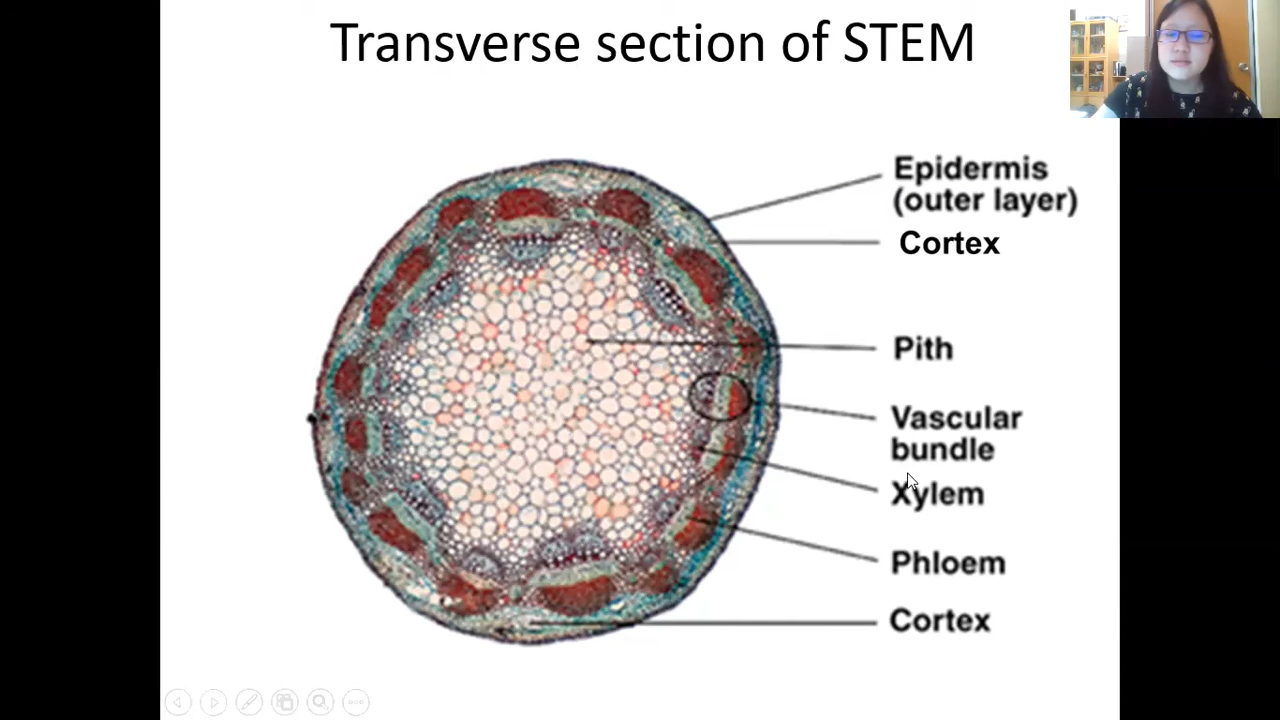 Transverse section of STEM
Epidermis
(outer layer)
Cortex
Pith
Vascular
bundle
Xylem
Phloem
Cortex